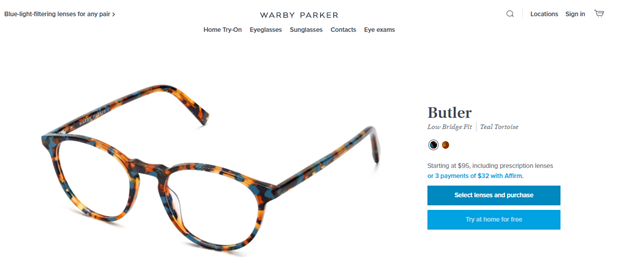 Blue-light-filtering lenses for any pair ›
WARBY PARKER
Locations Sign in
Home Try-On Eyeglasses Sunglasses Contacts Eye exams
Butler
Low Bridge Fit | Teal Tortoise
Starting at $95, including prescription lenses
or 3 payments of $32 with Affirm.
Select lenses and purchase
Try at home for free